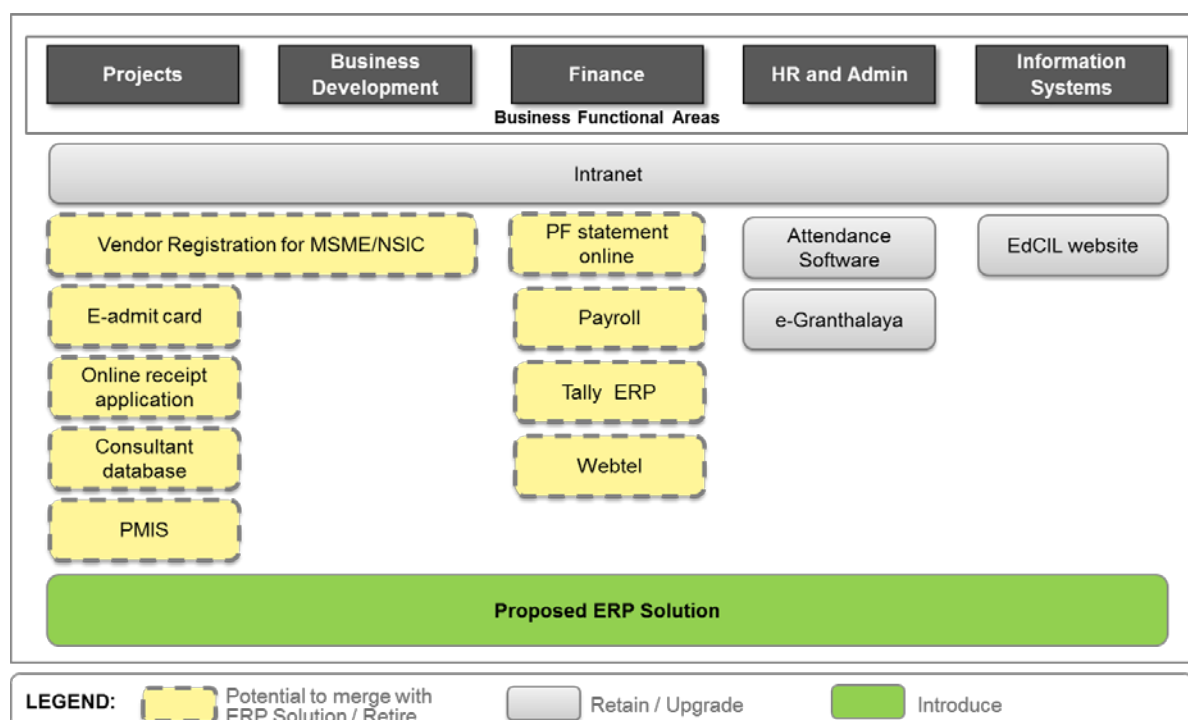 Projects
Business
Development
Finance
HR and Admin
Information
Systems
Business Functional Areas
Intranet
Vendor Registration for MSME/NSIC
PF statement
online
Attendance
Software
EdCIL website
E-admit card
Payroll
e-Granthalaya
Online receipt
application
Tally ERP
Consultant
database
Webtel
PMIS
Proposed ERP Solution
LEGEND:
Potential to merge with
ERP Solution / Retire
Retain / Upgrade
Introduce